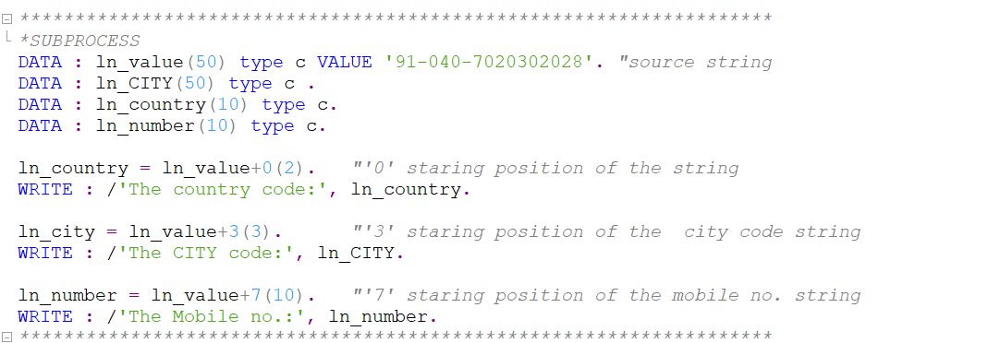 ********************************************************************
*SUBPROCESS
DATA : ln_value(50) type c VALUE '91-040-7020302028'. "source string
DATA : ln_CITY(50) type c .
DATA : ln_country(10) type c.
DATA : ln_number(10) type c.
ln_country = ln_value+0(2).   "'0' staring position of the string
WRITE : /'The country code:', ln_country.
ln_city = ln_value+3(3).      "'3' staring position of the  city code string
WRITE : /'The CITY code:', ln_CITY.
ln_number = ln_value+7(10).   "'7' staring position of the mobile no. string
WRITE : /'The Mobile no.:', ln_number.
********************************************************************